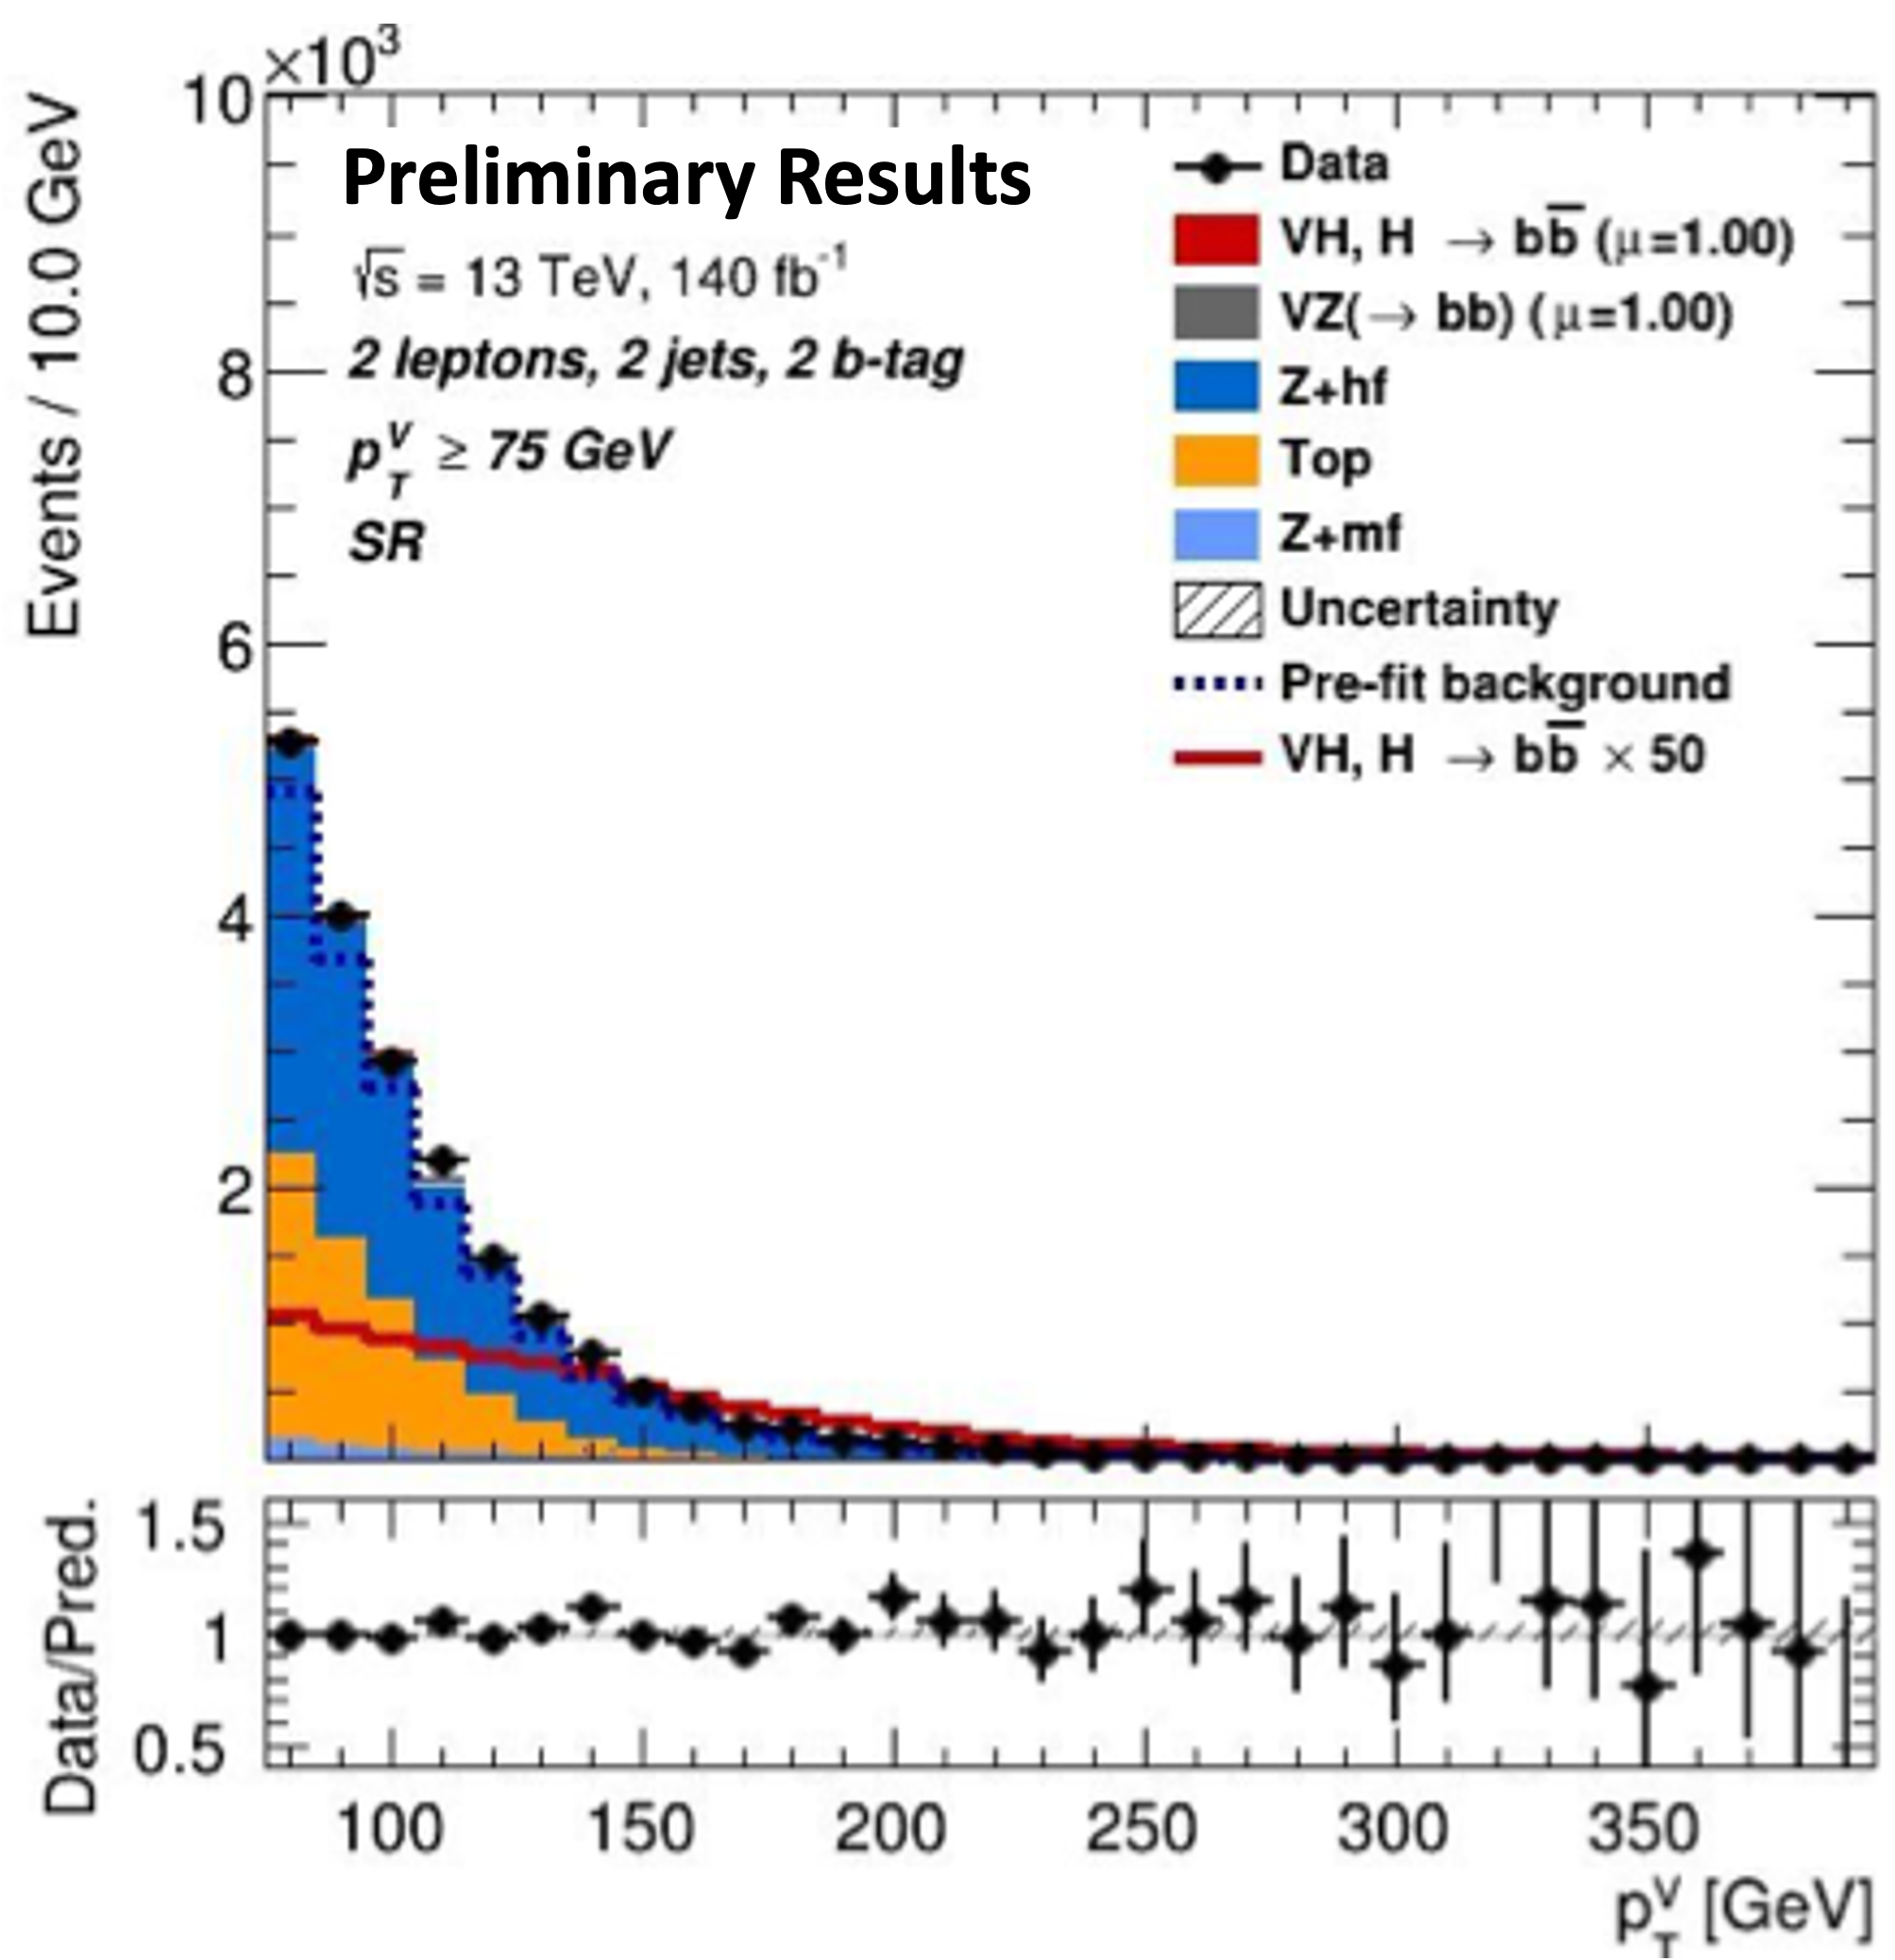 ×10³
10
8
6
4
2
Events / 10.0 GeV
Preliminary Results
√s = 13 TeV, 140 fb⁻¹
2 leptons, 2 jets, 2 b-tag
p_T^V ≥ 75 GeV
SR
Data
VH, H → bb̅ (μ=1.00)
VZ(→ bb) (μ=1.00)
Z+hf
Top
Z+mf
Uncertainty
Pre-fit background
VH, H → bb̅ × 50
Data/Pred.
1.5
1
0.5
100 150 200 250 300 350
p_T^V [GeV]